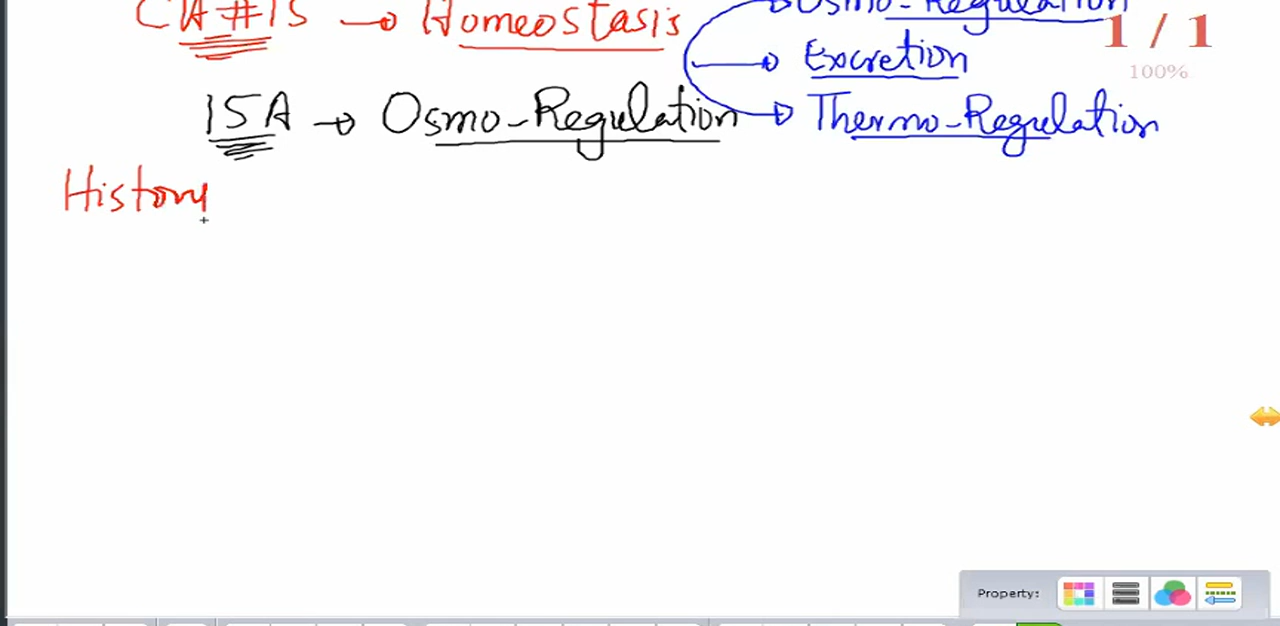 CH#15 → Homeostasis → Osmo-Regulation
1 / 1
→ Excretion
100%
15A → Osmo-Regulation → Thermo-Regulation
History
Property: